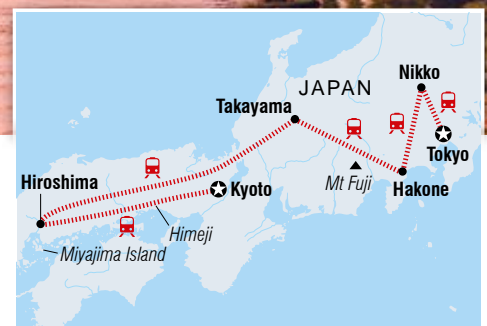 Nikko
JAPAN
Takayama
Tokyo
Mt Fuji
Hakone
Hiroshima
Kyoto
Himeji
Miyajima Island